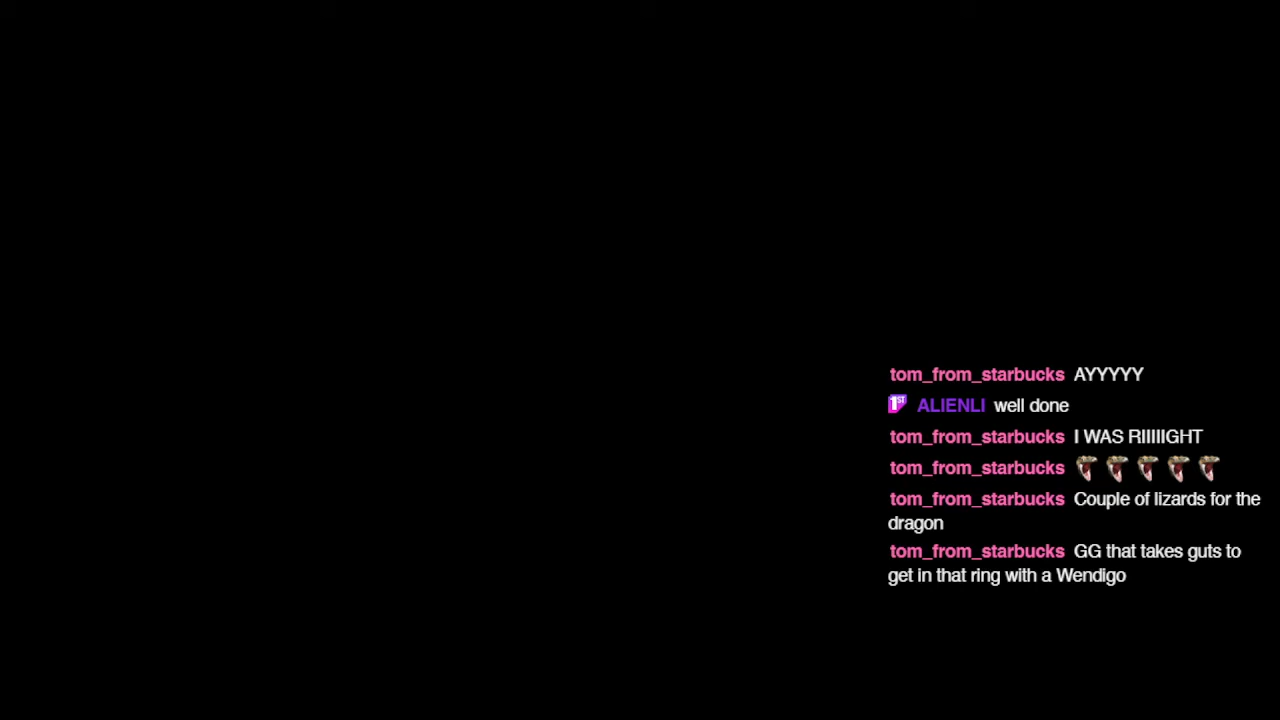 tom_from_starbucks AYYYYY
1ST ALIENLI well done
tom_from_starbucks I WAS RIIIIIGHT
tom_from_starbucks
tom_from_starbucks Couple of lizards for the
dragon
tom_from_starbucks GG that takes guts to
get in that ring with a Wendigo